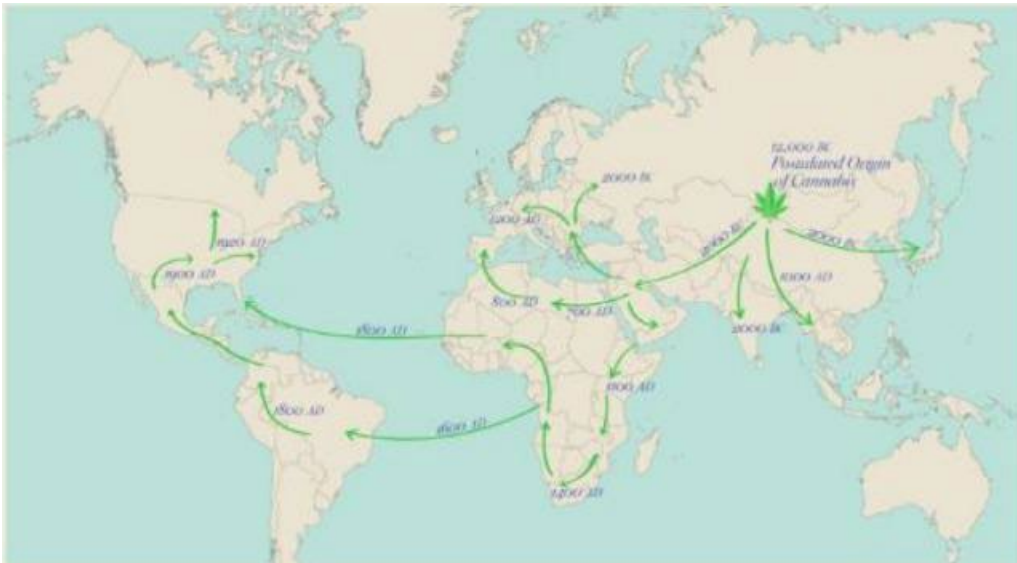 12,000 BC
Postulated Origin
of Cannabis
2000 BC
1200 AD
2000 BC
2000 BC
1920 AD
1900 AD
800 AD
700 AD
1000 AD
2000 BC
1800 AD
1100 AD
1800 AD
1600 AD
1400 AD